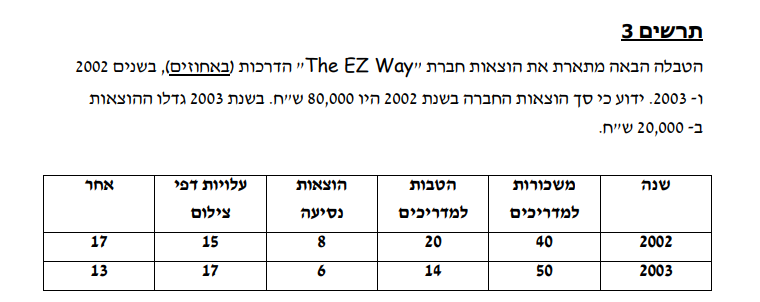 תרשים 3
הטבלה הבאה מתארת את הוצאות חברת "The EZ Way" הדרכות (באחוזים), בשנים 2002
ו- 2003. ידוע כי סך הוצאות החברה בשנת 2002 היו 80,000 ש"ח. בשנת 2003 גדלו ההוצאות
ב- 20,000 ש"ח.
שנה משכורות למדריכים הטבות למדריכים הוצאות נסיעה עלויות דפי צילום אחר
2002 40 20 8 15 17
2003 50 14 6 17 13